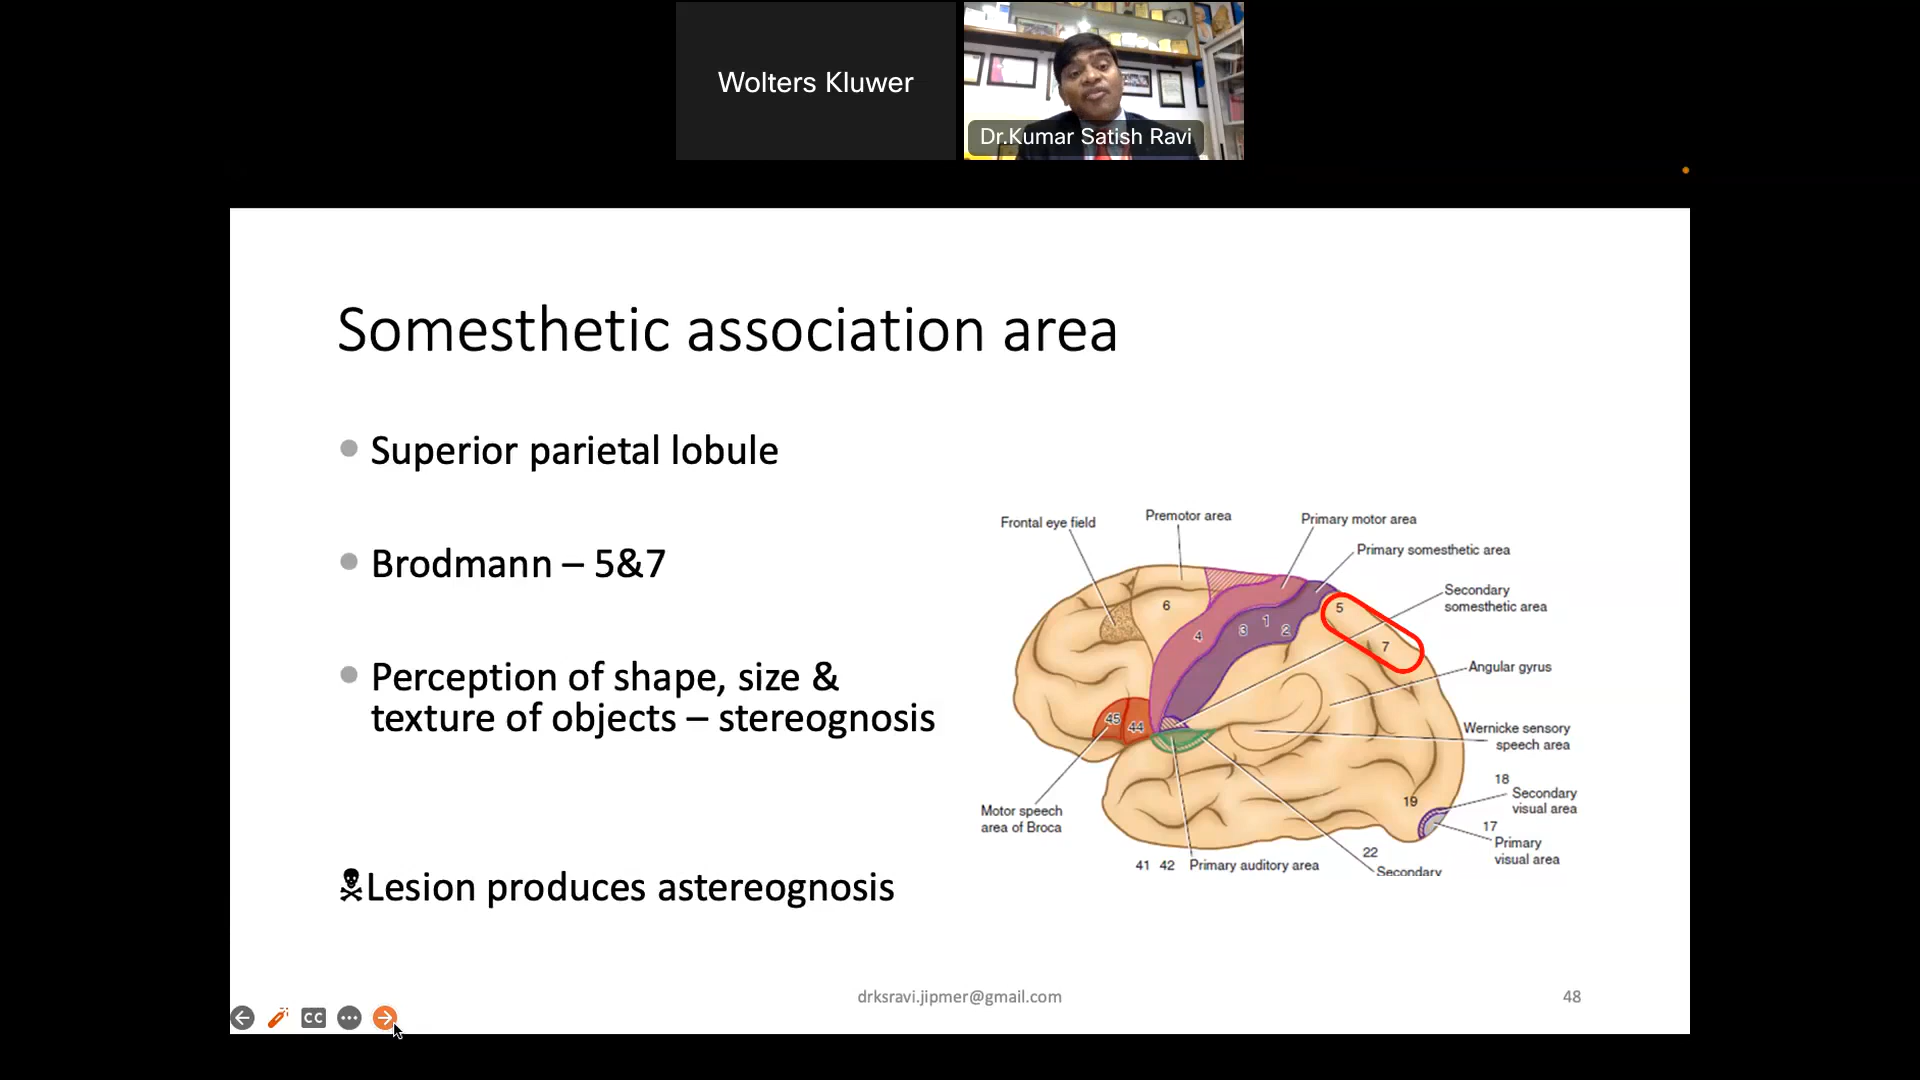 Wolters Kluwer
Dr.Kumar Satish Ravi
Somesthetic association area
Superior parietal lobule
Brodmann – 5&7
Perception of shape, size &
texture of objects – stereognosis
☠Lesion produces astereognosis
Frontal eye field
Premotor area
Primary motor area
Primary somesthetic area
Secondary
somesthetic area
Angular gyrus
Wernicke sensory
speech area
18
Secondary
visual area
17
Primary
visual area
22
Secondary
41 42 Primary auditory area
Motor speech
area of Broca
6
4
3
1
2
5
7
45
44
19
drksravi.jipmer@gmail.com
48
CC